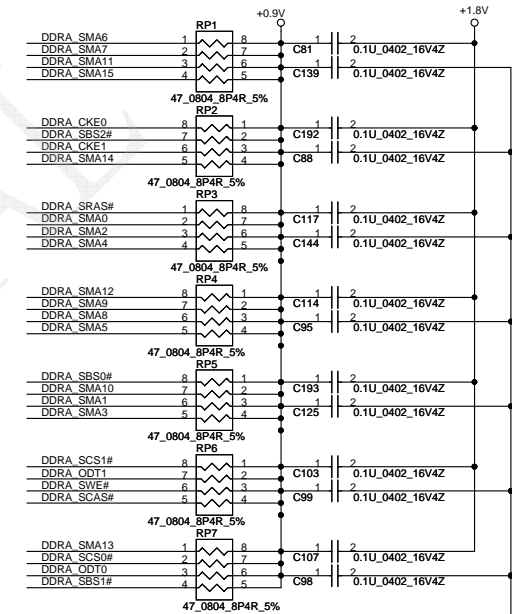 +0.9V +1.8V
RP1
DDRA_SMA6 1 8 1 2
DDRA_SMA7 2 7 C81 0.1U_0402_16V4Z
DDRA_SMA11 3 6 1 2
DDRA_SMA15 4 5 C139 0.1U_0402_16V4Z
47_0804_8P4R_5%
RP2
DDRA_CKE0 8 1 1 2
DDRA_SBS2# 7 2 C192 0.1U_0402_16V4Z
DDRA_CKE1 6 3 1 2
DDRA_SMA14 5 4 C88 0.1U_0402_16V4Z
47_0804_8P4R_5%
RP3
DDRA_SRAS# 1 8 1 2
DDRA_SMA0 2 7 C117 0.1U_0402_16V4Z
DDRA_SMA2 3 6 1 2
DDRA_SMA4 4 5 C144 0.1U_0402_16V4Z
47_0804_8P4R_5%
RP4
DDRA_SMA12 8 1 1 2
DDRA_SMA9 7 2 C114 0.1U_0402_16V4Z
DDRA_SMA8 6 3 1 2
DDRA_SMA5 5 4 C95 0.1U_0402_16V4Z
47_0804_8P4R_5%
RP5
DDRA_SBS0# 8 1 1 2
DDRA_SMA10 7 2 C193 0.1U_0402_16V4Z
DDRA_SMA1 6 3 1 2
DDRA_SMA3 5 4 C125 0.1U_0402_16V4Z
47_0804_8P4R_5%
RP6
DDRA_SCS1# 8 1 1 2
DDRA_ODT1 7 2 C103 0.1U_0402_16V4Z
DDRA_SWE# 6 3 1 2
DDRA_SCAS# 5 4 C99 0.1U_0402_16V4Z
47_0804_8P4R_5%
RP7
DDRA_SMA13 1 8 1 2
DDRA_SCS0# 2 7 C107 0.1U_0402_16V4Z
DDRA_ODT0 3 6 1 2
DDRA_SBS1# 4 5 C98 0.1U_0402_16V4Z
47_0804_8P4R_5%